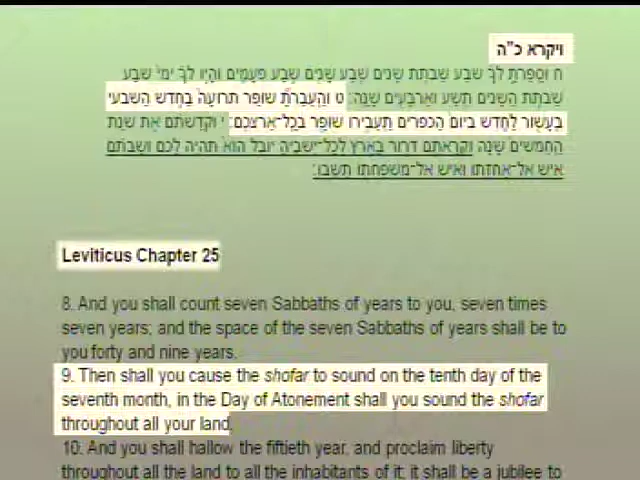 ויקרא כ"ה
ח וְסָפַרְתָּ לְךָ שֶׁבַע שַׁבְּתֹת שָׁנִים שֶׁבַע שָׁנִים שֶׁבַע פְּעָמִים וְהָיוּ לְךָ יְמֵי שֶׁבַע
שַׁבְּתֹת הַשָּׁנִים תֵּשַׁע וְאַרְבָּעִים שָׁנָה: ט וְהַעֲבַרְתָּ שׁוֹפַר תְּרוּעָה בַּחֹדֶשׁ הַשְּׁבִעִי
בֶּעָשׂוֹר לַחֹדֶשׁ בְּיוֹם הַכִּפֻּרִים תַּעֲבִירוּ שׁוֹפָר בְּכָל־אַרְצְכֶם: י וְקִדַּשְׁתֶּם אֵת שְׁנַת
הַחֲמִשִּׁים שָׁנָה וּקְרָאתֶם דְּרוֹר בָּאָרֶץ לְכָל־יֹשְׁבֶיהָ יוֹבֵל הִוא תִּהְיֶה לָכֶם וְשַׁבְתֶּם
אִישׁ אֶל־אֲחֻזָּתוֹ וְאִישׁ אֶל־מִשְׁפַּחְתּוֹ תָּשֻׁבוּ:
Leviticus Chapter 25
8. And you shall count seven Sabbaths of years to you, seven times
seven years; and the space of the seven Sabbaths of years shall be to
you forty and nine years.
9. Then shall you cause the shofar to sound on the tenth day of the
seventh month, in the Day of Atonement shall you sound the shofar
throughout all your land.
10. And you shall hallow the fiftieth year, and proclaim liberty
throughout all the land to all the inhabitants of it; it shall be a jubilee to